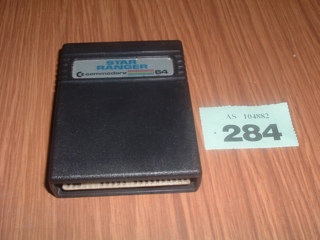 STAR
RANGER
commodore 64
AN 104882
284